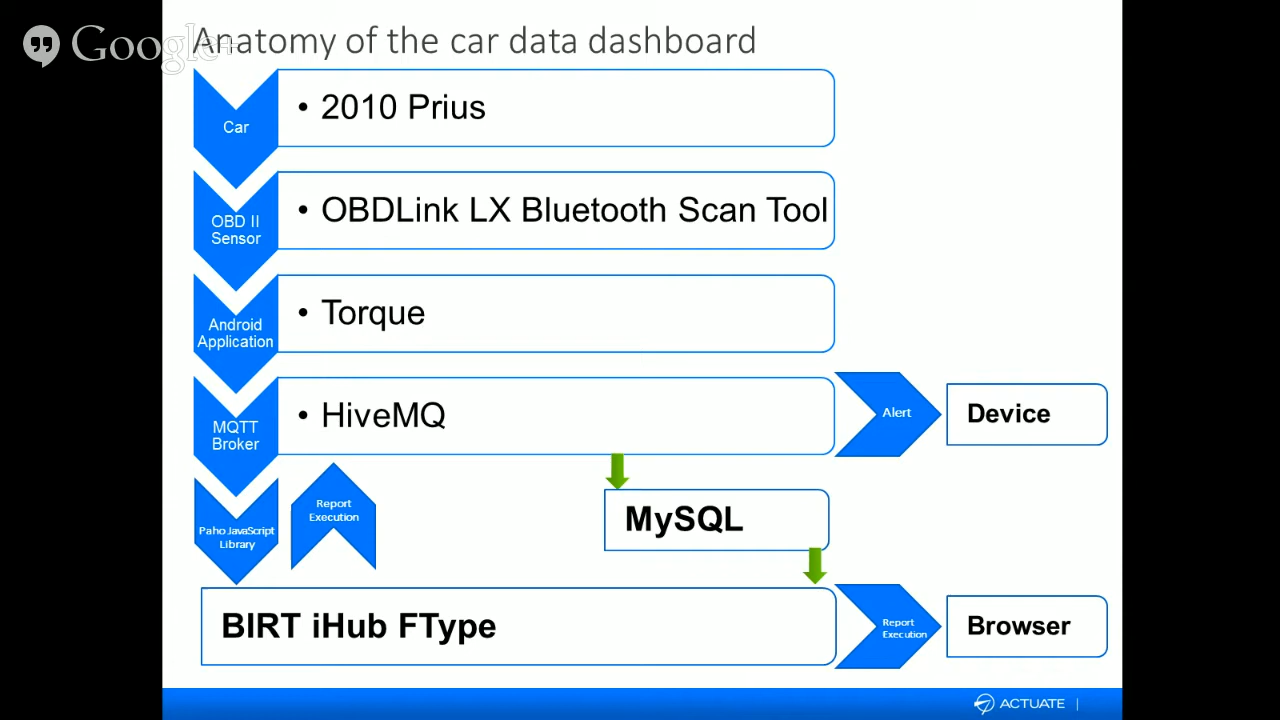 Google+
Anatomy of the car data dashboard
Car
• 2010 Prius
OBD II
Sensor
• OBDLink LX Bluetooth Scan Tool
Android
Application
• Torque
MQTT
Broker
• HiveMQ
Alert
Device
Paho JavaScript
Library
Report
Execution
MySQL
BIRT iHub FType
Report
Execution
Browser
ACTUATE